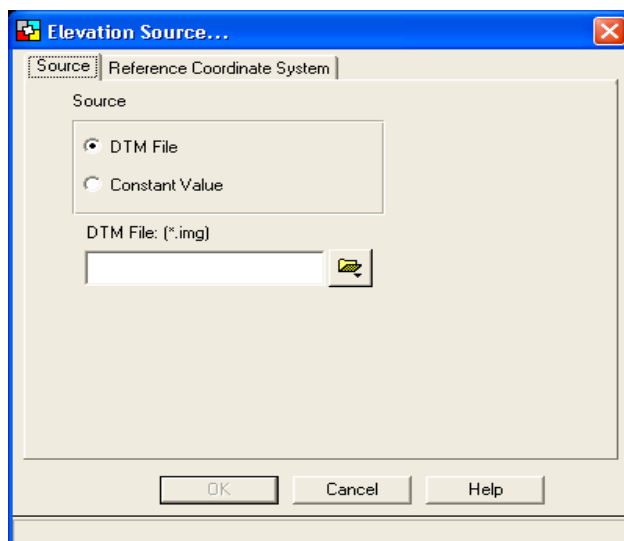 Elevation Source...
Source Reference Coordinate System
Source
DTM File
Constant Value
DTM File: (*.img)
OK Cancel Help